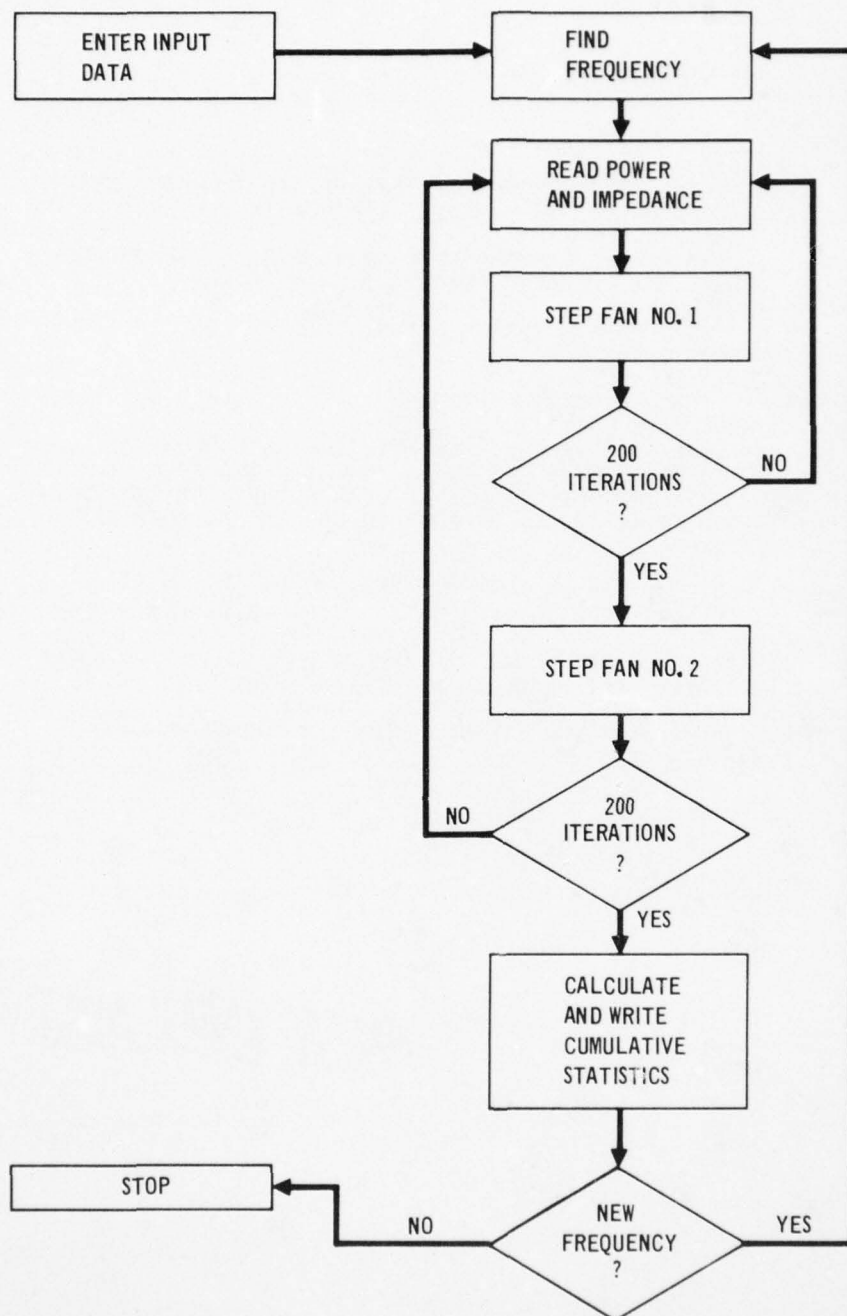 ENTER INPUT
DATA
FIND
FREQUENCY
READ POWER
AND IMPEDANCE
STEP FAN NO. 1
200
ITERATIONS
?
NO
YES
STEP FAN NO. 2
200
ITERATIONS
?
NO
YES
CALCULATE
AND WRITE
CUMULATIVE
STATISTICS
STOP
NEW
FREQUENCY
?
NO
YES